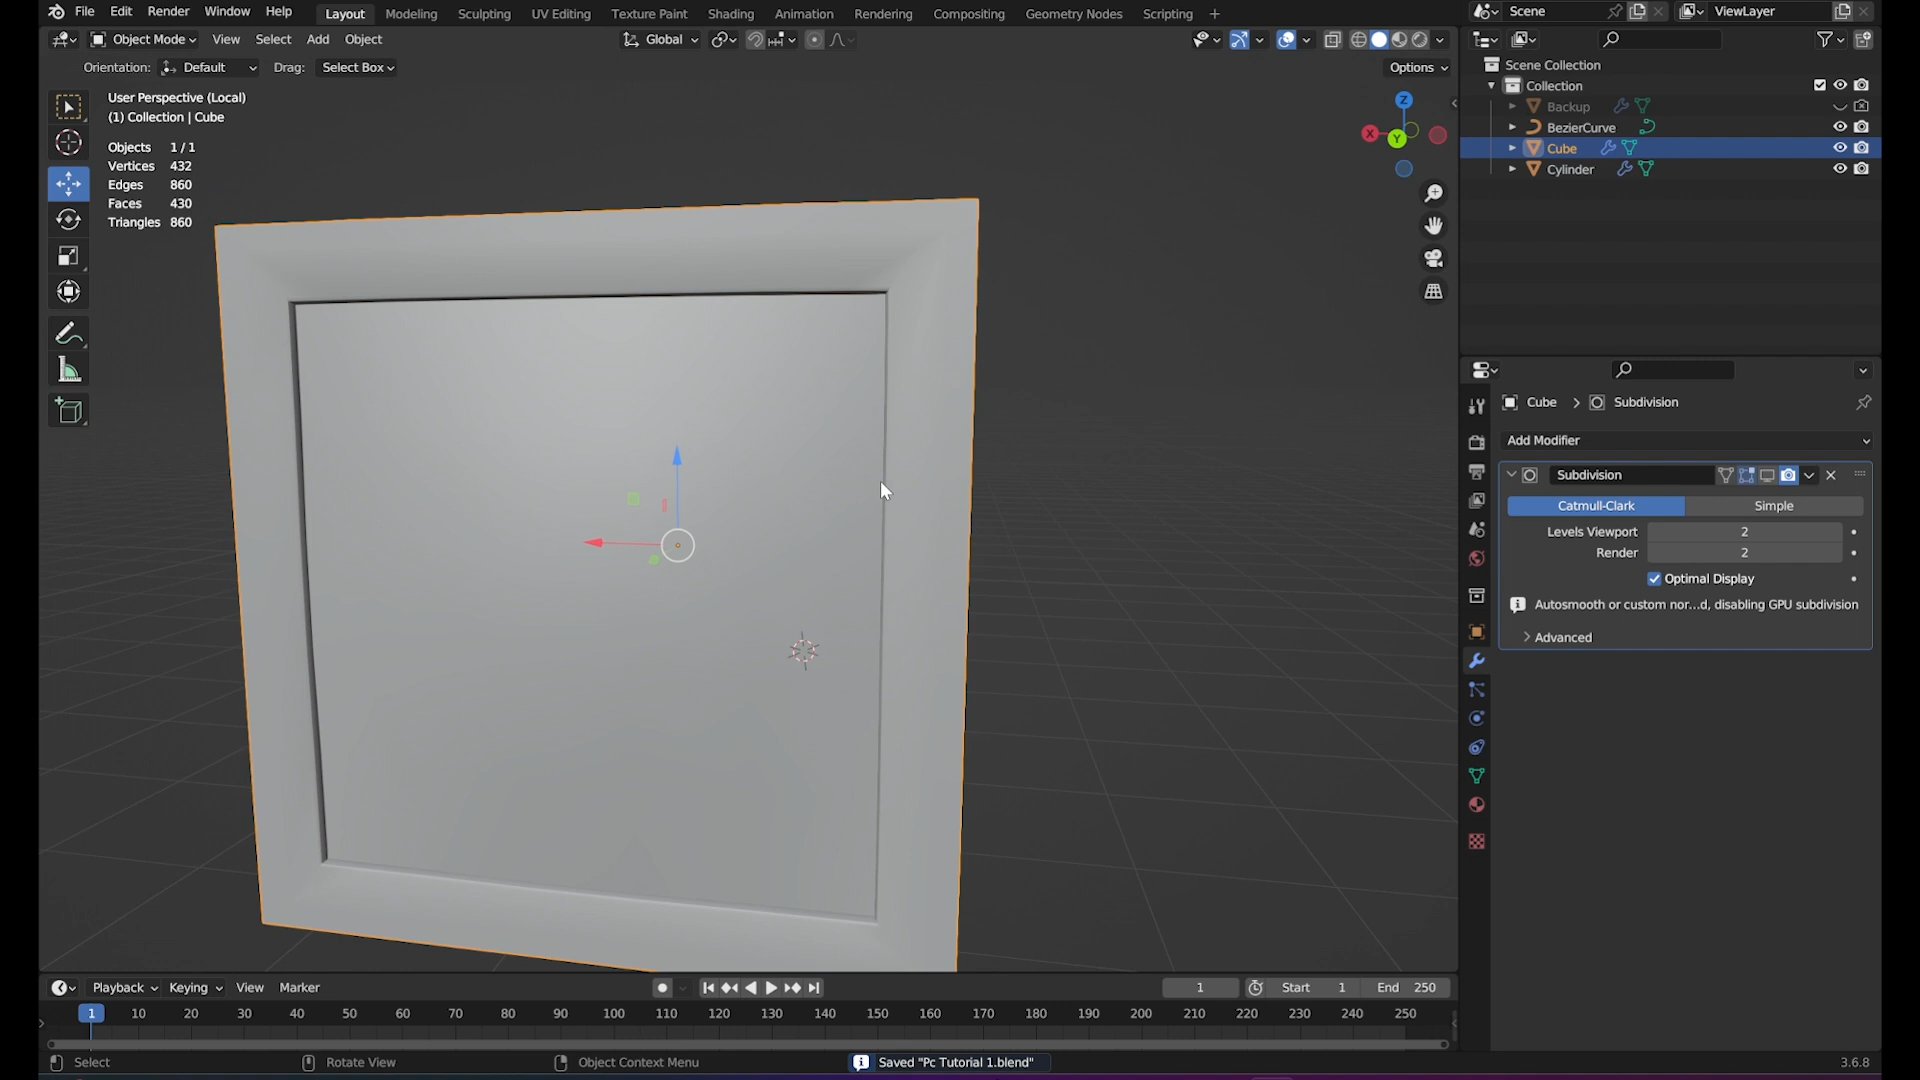 File Edit Render Window Help Layout Modeling Sculpting UV Editing Texture Paint Shading Animation Rendering Compositing Geometry Nodes Scripting + Scene ViewLayer
Object Mode View Select Add Object Global
Orientation: Default Drag: Select Box Options
User Perspective (Local)
(1) Collection | Cube
Objects 1/1
Vertices 432
Edges 860
Faces 430
Triangles 860
Z
X
Y
Scene Collection
Collection
Backup
BezierCurve
Cube
Cylinder
Cube > Subdivision
Add Modifier
Subdivision
Catmull-Clark Simple
Levels Viewport 2
Render 2
Optimal Display
Autosmooth or custom nor...d, disabling GPU subdivision
Advanced
Playback Keying View Marker 1 Start 1 End 250
1 10 20 30 40 50 60 70 80 90 100 110 120 130 140 150 160 170 180 190 200 210 220 230 240 250
Select Rotate View Object Context Menu Saved "Pc Tutorial 1.blend" 3.6.8